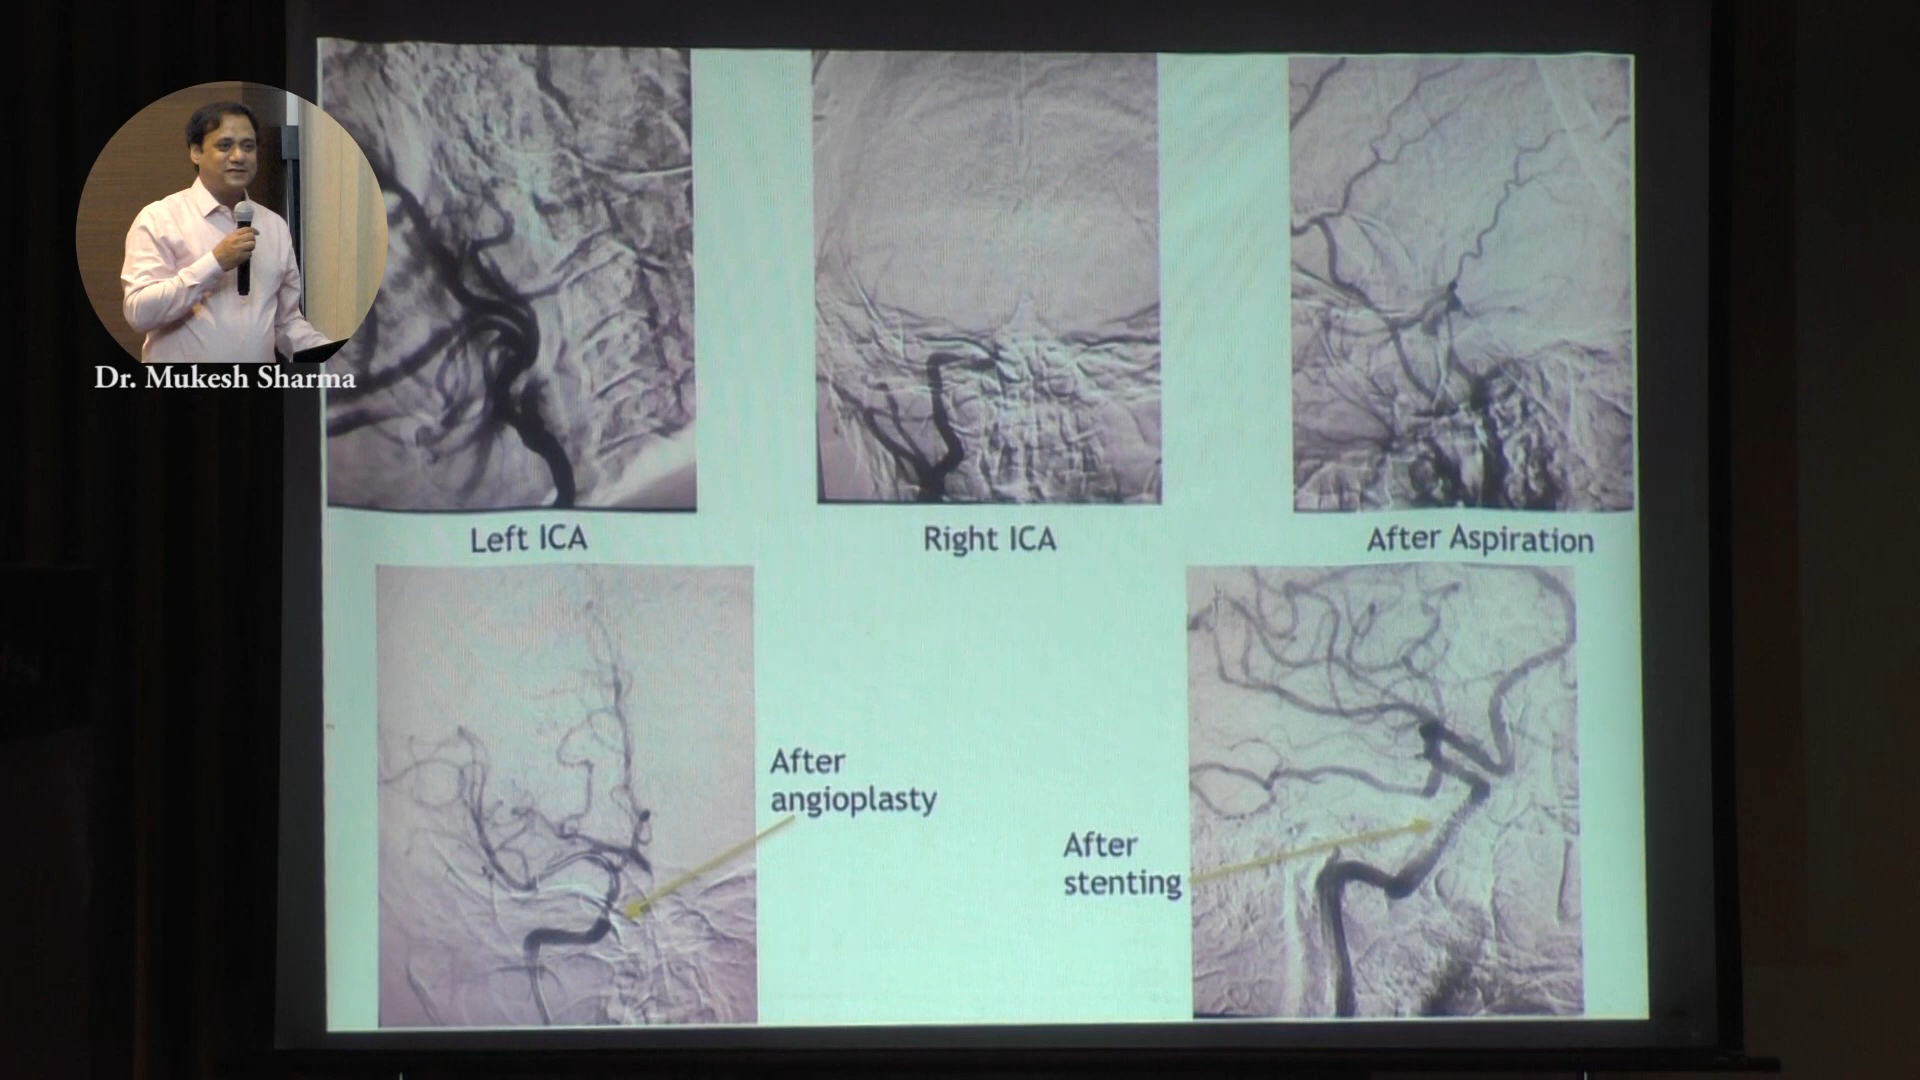 Dr. Mukesh Sharma
Left ICA
Right ICA
After Aspiration
After
angioplasty
After
stenting